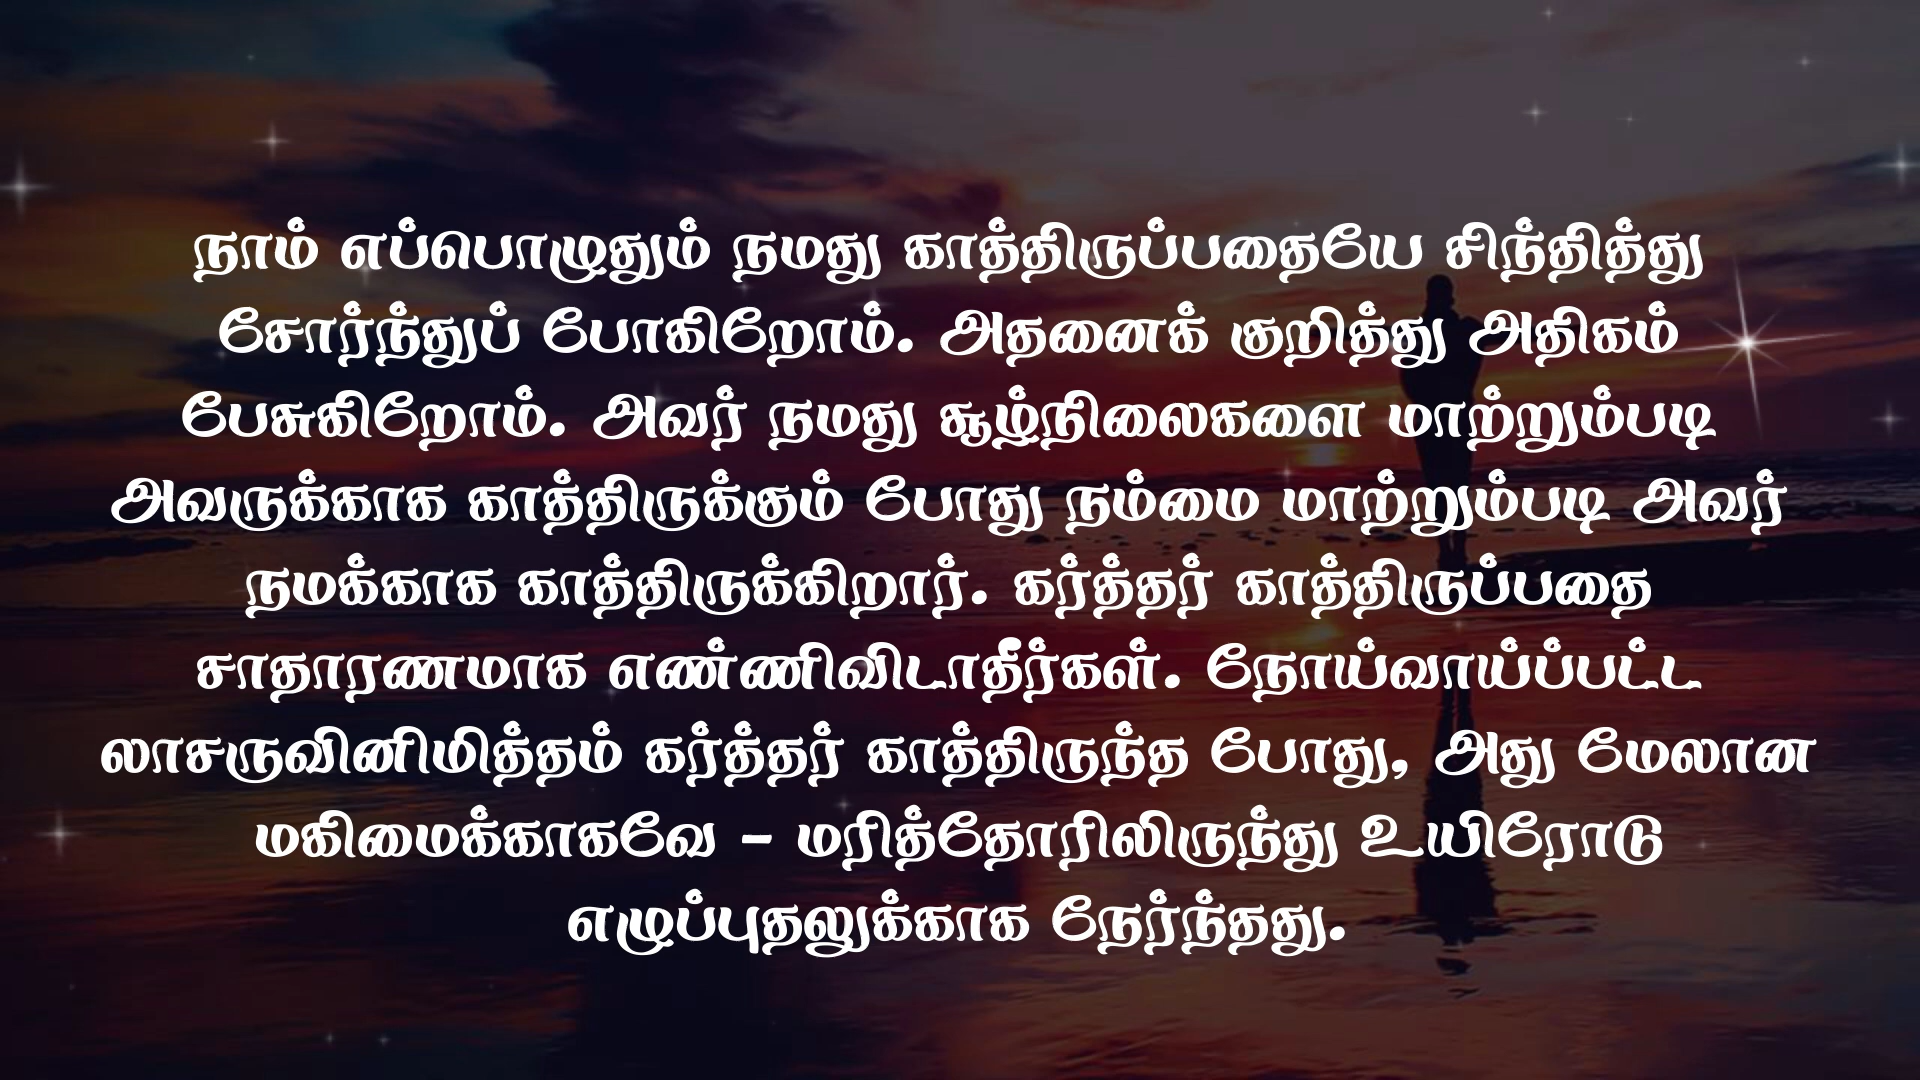 நாம் எப்பொழுதும் நமது காத்திருப்பதையே சிந்தித்து
சோர்ந்துப் போகிறோம். அதனைக் குறித்து அதிகம்
பேசுகிறோம். அவர் நமது சூழ்நிலைகளை மாற்றும்படி
அவருக்காக காத்திருக்கும் போது நம்மை மாற்றும்படி அவர்
நமக்காக காத்திருக்கிறார். கர்த்தர் காத்திருப்பதை
சாதாரணமாக எண்ணிவிடாதீர்கள். நோய்வாய்ப்பட்ட
லாசருவினிமித்தம் கர்த்தர் காத்திருந்த போது, அது மேலான
மகிமைக்காகவே - மரித்தோரிலிருந்து உயிரோடு
எழுப்புதலுக்காக நேர்ந்தது.